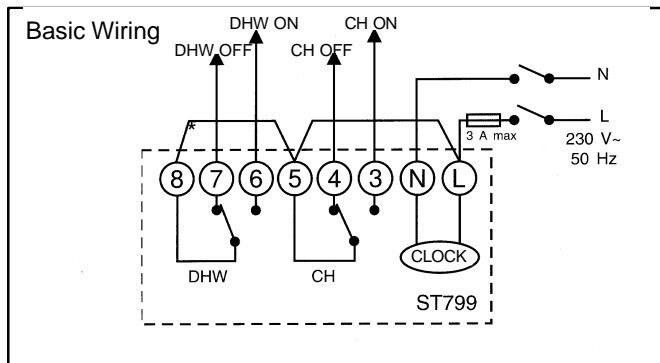 Basic Wiring
DHW ON
CH ON
DHW OFF
CH OFF
N
L
3 A max
230 V~
50 Hz
*
8 7 6 5 4 3 N L
CLOCK
DHW
CH
ST799